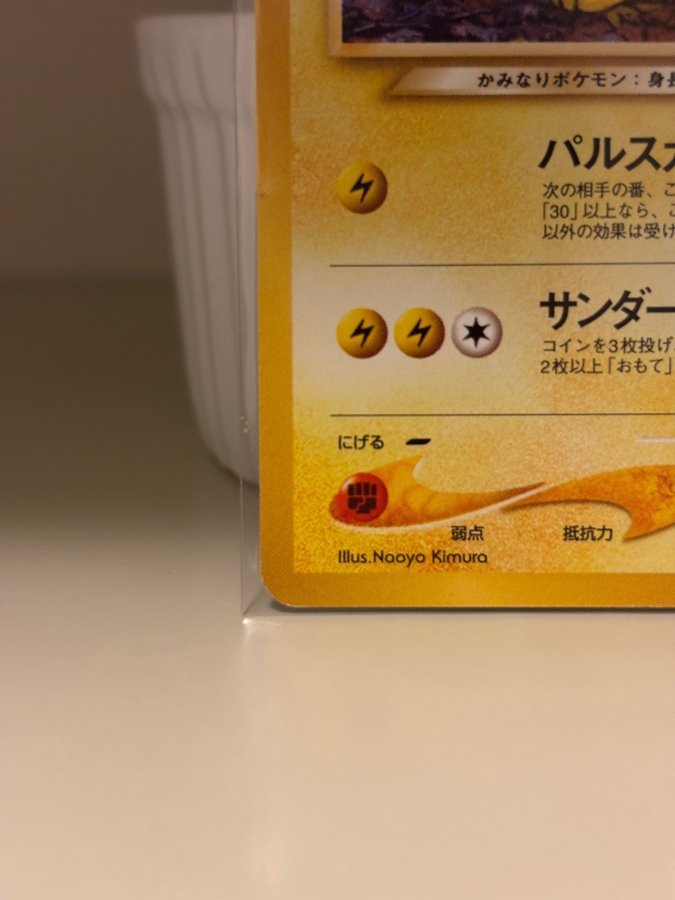 かみなりポケモン：身長
パルスガ
次の相手の番、こ
「30」以上なら、こ
以外の効果は受け
サンダー
コインを3枚投げ、
2枚以上「おもて」
にげる
弱点 抵抗力
Illus.Naoyo Kimura